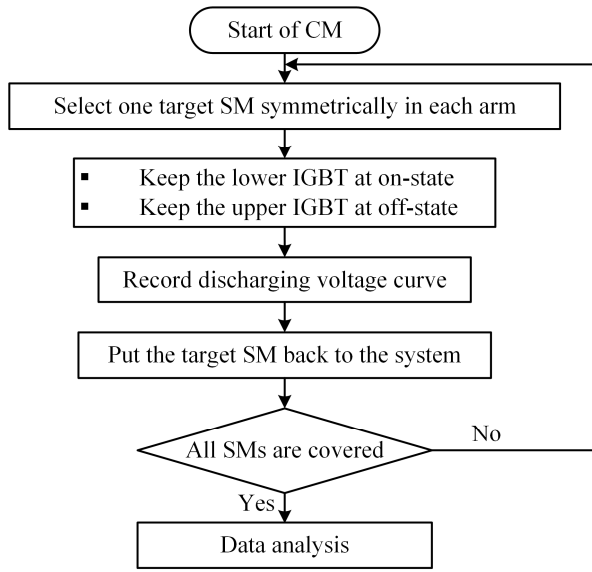 Start of CM
Select one target SM symmetrically in each arm
▪ Keep the lower IGBT at on-state
▪ Keep the upper IGBT at off-state
Record discharging voltage curve
Put the target SM back to the system
All SMs are covered
No
Yes
Data analysis